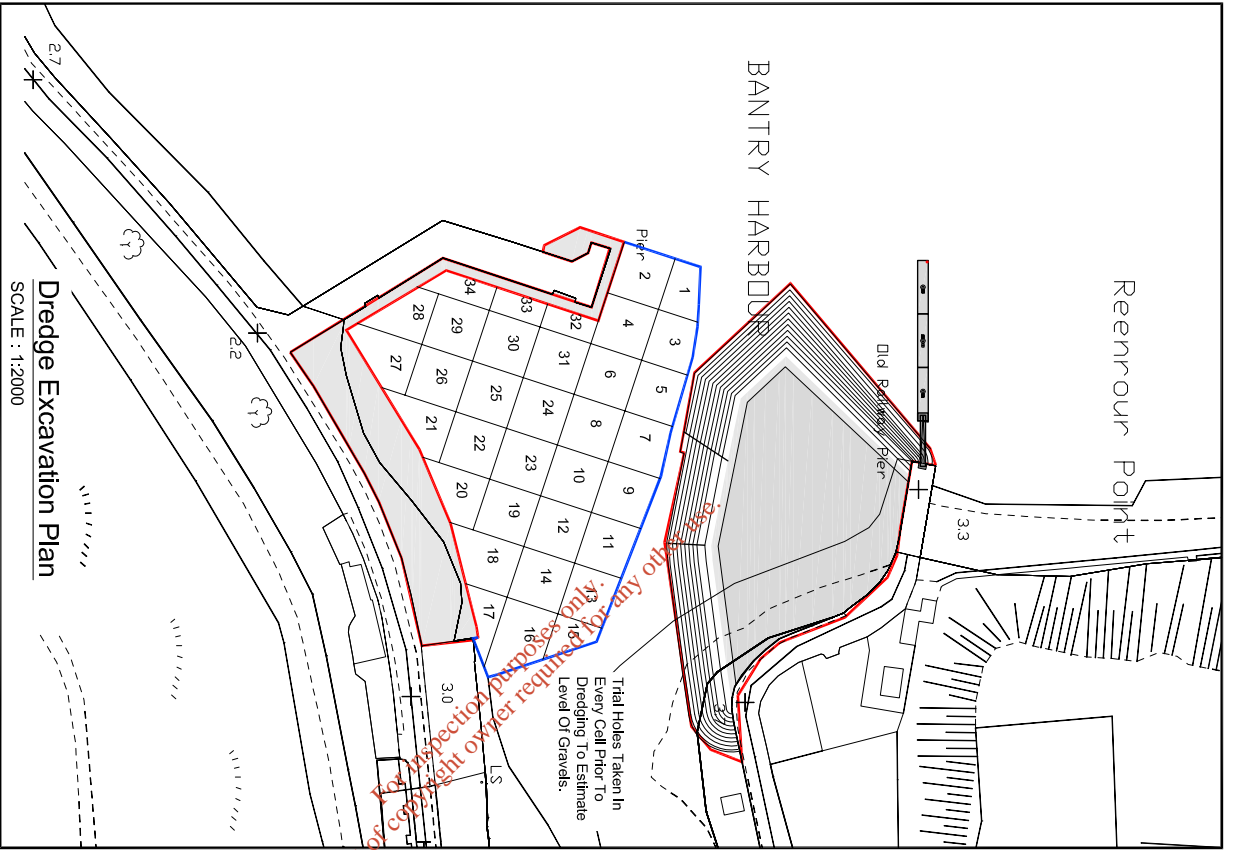 Reenrour Point
BANTRY HARBOUR
Old Railway Pier
3.3
Pier
1
2
3
4
5
6
7
8
9
10
11
12
13
14
15
16
17
18
19
20
21
22
23
24
25
26
27
28
29
30
31
32
33
34
Trial Holes Taken In
Every Cell Prior To
Dredging To Estimate
Level Of Gravels.
3.0
LS
2.7
2.2
Dredge Excavation Plan
SCALE : 1:2000
For inspection purposes only.
of copyright owner required for any other use.